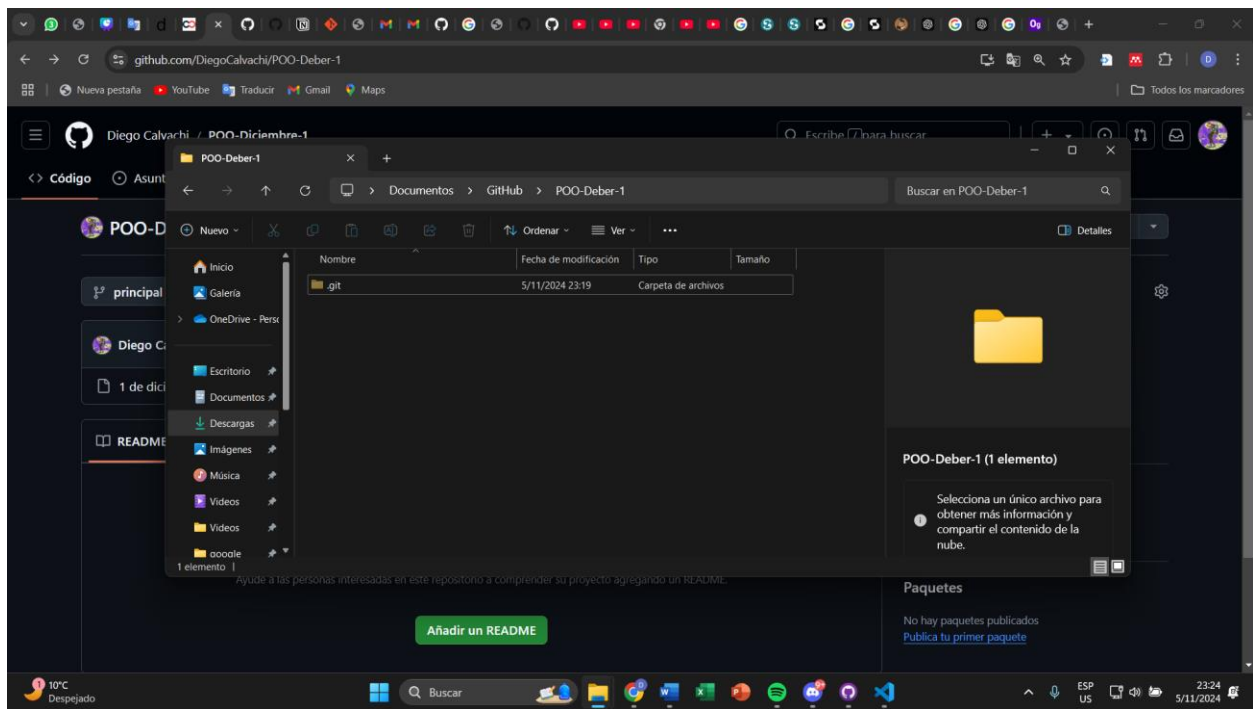 github.com/DiegoCalvachi/POO-Deber-1
Nueva pestaña YouTube Traducir Gmail Maps Todos los marcadores
Diego Calvachi / POO-Diciembre-1 Escribe / para buscar
<> Código Asunt
POO-Deber-1
Documentos > GitHub > POO-Deber-1 Buscar en POO-Deber-1
POO-D
Nuevo Ordenar Ver ... Detalles
Nombre Fecha de modificación Tipo Tamaño
Inicio
.git 5/11/2024 23:19 Carpeta de archivos
principal
Galería
OneDrive - Perso
Diego Ca
Escritorio
1 de dici
Documentos
Descargas
README
Imágenes
Música
Videos
Videos
google
POO-Deber-1 (1 elemento)
Selecciona un único archivo para
obtener más información y
compartir el contenido de la
nube.
1 elemento
Ayude a las personas interesadas en este repositorio a comprender su proyecto agregando un README.
Añadir un README
Paquetes
No hay paquetes publicados
Publica tu primer paquete
10°C
Despejado
Buscar
ESP
US
23:24
5/11/2024